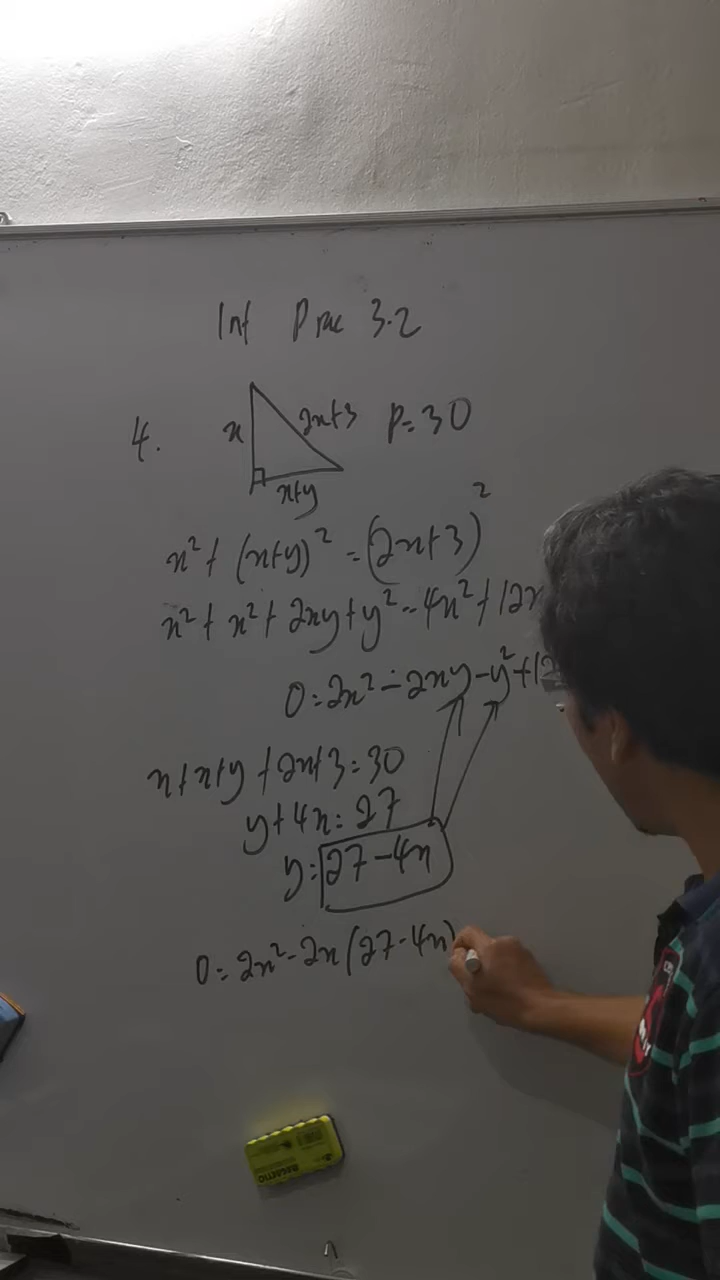 Int Prac 3.2
4.
x
2x+3
P=30
x+y
x² + (x+y)² = (2x+3)²
x² + x² + 2xy + y² = 4x² + 12x
0 = 2x² - 2xy - y² + 12
x+x+y+2x+3=30
y+4x=27
y=27-4x
0=2x²-2x(27-4x)